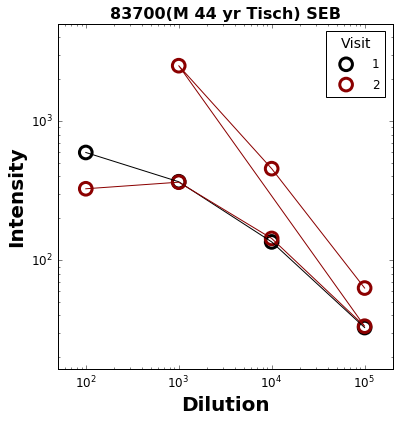 83700(M 44 yr Tisch) SEB
Visit
1
2
10³
10²
Intensity
10² 10³ 10⁴ 10⁵
Dilution